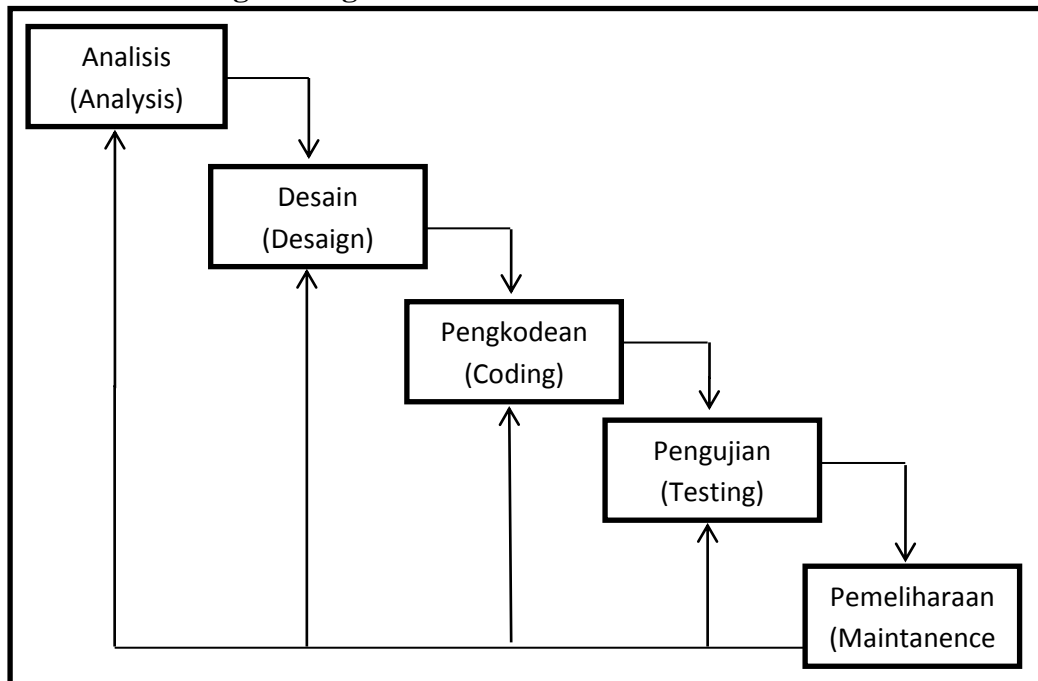 Analisis
(Analysis)
Desain
(Desaign)
Pengkodean
(Coding)
Pengujian
(Testing)
Pemeliharaan
(Maintanence